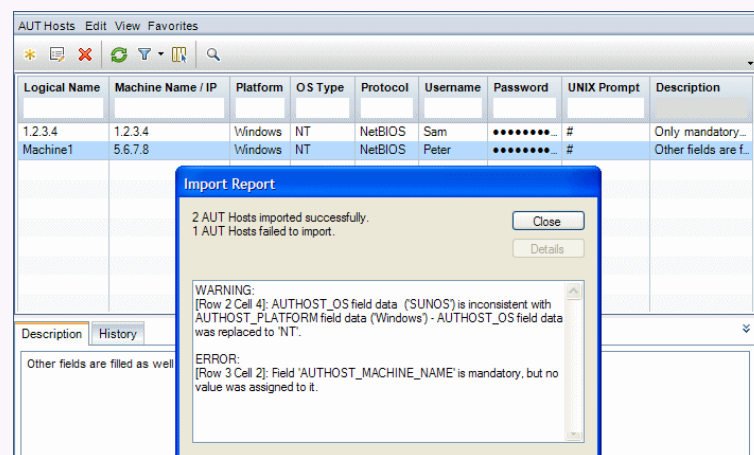 AUT Hosts Edit View Favorites
Logical Name Machine Name / IP Platform OS Type Protocol Username Password UNIX Prompt Description
1.2.3.4 1.2.3.4 Windows NT NetBIOS Sam ●●●●●●●●... # Only mandatory...
Machine1 5.6.7.8 Windows NT NetBIOS Peter ●●●●●●●●... # Other fields are f...
Import Report
2 AUT Hosts imported successfully.
1 AUT Hosts failed to import.
Close
Details
WARNING:
[Row 2 Cell 4]: AUTHOST_OS field data ('SUNOS') is inconsistent with
AUTHOST_PLATFORM field data ('Windows') - AUTHOST_OS field data
was replaced to 'NT'.
ERROR:
[Row 3 Cell 2]: Field 'AUTHOST_MACHINE_NAME' is mandatory, but no
value was assigned to it.
Description History
Other fields are filled as well